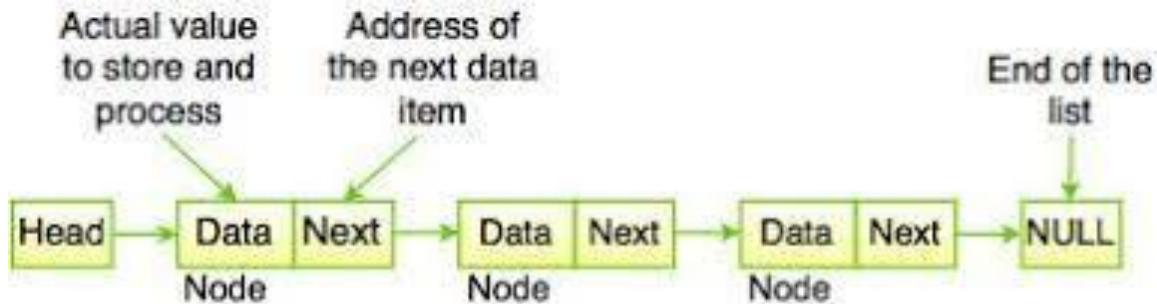 Actual value
to store and
process
Address of
the next data
item
End of the
list
Head Data Next Data Next Data Next NULL
Node Node Node